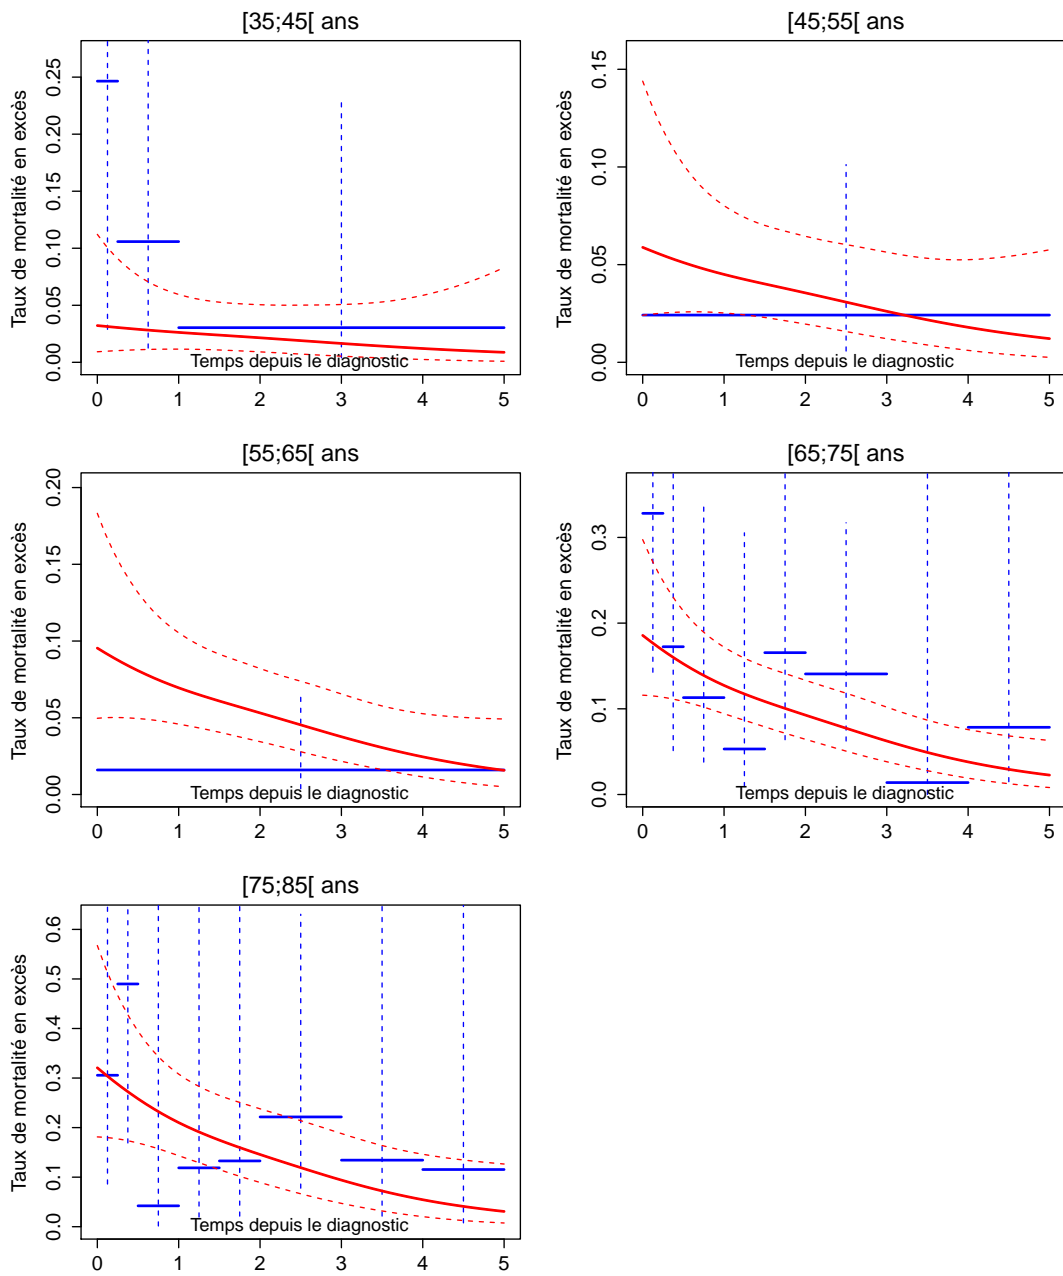 [35;45[ ans
Taux de mortalité en excès
0.00 0.05 0.10 0.15 0.20 0.25
Temps depuis le diagnostic
0 1 2 3 4 5
[45;55[ ans
Taux de mortalité en excès
0.00 0.05 0.10 0.15
Temps depuis le diagnostic
0 1 2 3 4 5
[55;65[ ans
Taux de mortalité en excès
0.00 0.05 0.10 0.15 0.20
Temps depuis le diagnostic
0 1 2 3 4 5
[65;75[ ans
Taux de mortalité en excès
0.0 0.1 0.2 0.3
Temps depuis le diagnostic
0 1 2 3 4 5
[75;85[ ans
Taux de mortalité en excès
0.0 0.1 0.2 0.3 0.4 0.5 0.6
Temps depuis le diagnostic
0 1 2 3 4 5